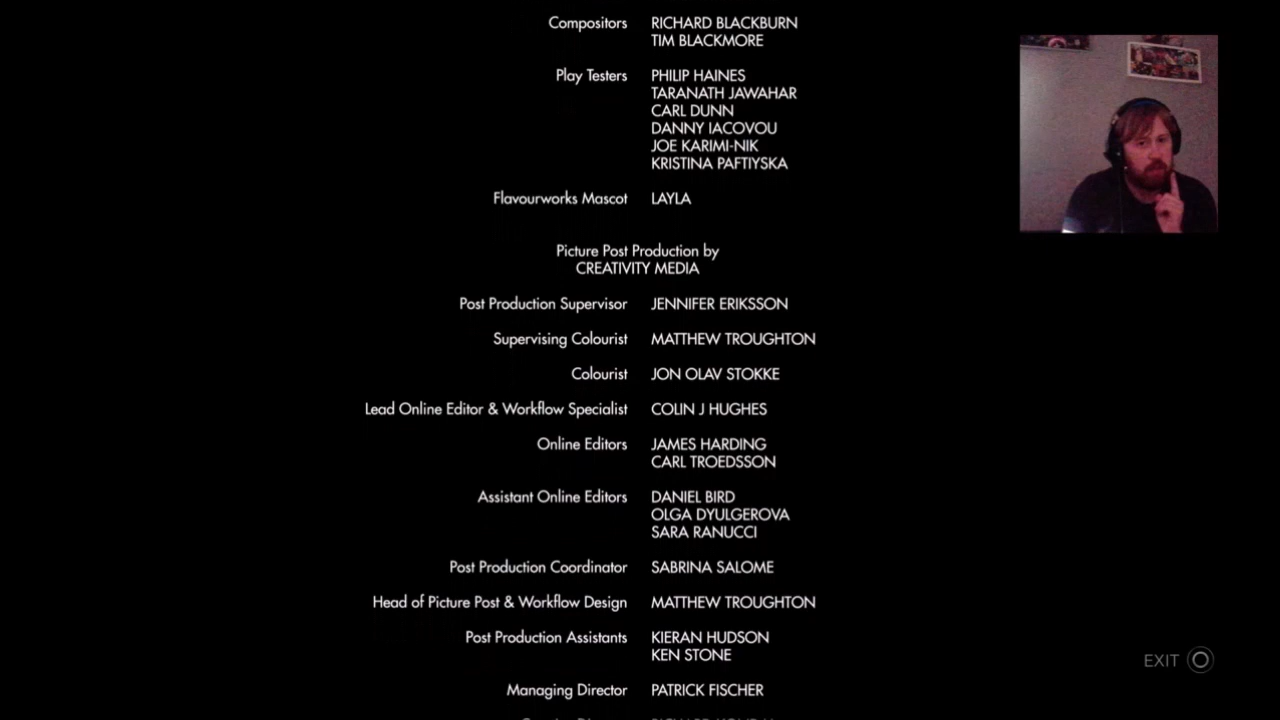 Compositors RICHARD BLACKBURN
TIM BLACKMORE
Play Testers PHILIP HAINES
TARANATH JAWAHAR
CARL DUNN
DANNY IACOVOU
JOE KARIMI-NIK
KRISTINA PAFTIYSKA
Flavourworks Mascot LAYLA
Picture Post Production by
CREATIVITY MEDIA
Post Production Supervisor JENNIFER ERIKSSON
Supervising Colourist MATTHEW TROUGHTON
Colourist JON OLAV STOKKE
Lead Online Editor & Workflow Specialist COLIN J HUGHES
Online Editors JAMES HARDING
CARL TROEDSSON
Assistant Online Editors DANIEL BIRD
OLGA DYULGEROVA
SARA RANUCCI
Post Production Coordinator SABRINA SALOME
Head of Picture Post & Workflow Design MATTHEW TROUGHTON
Post Production Assistants KIERAN HUDSON
KEN STONE
EXIT
Managing Director PATRICK FISCHER